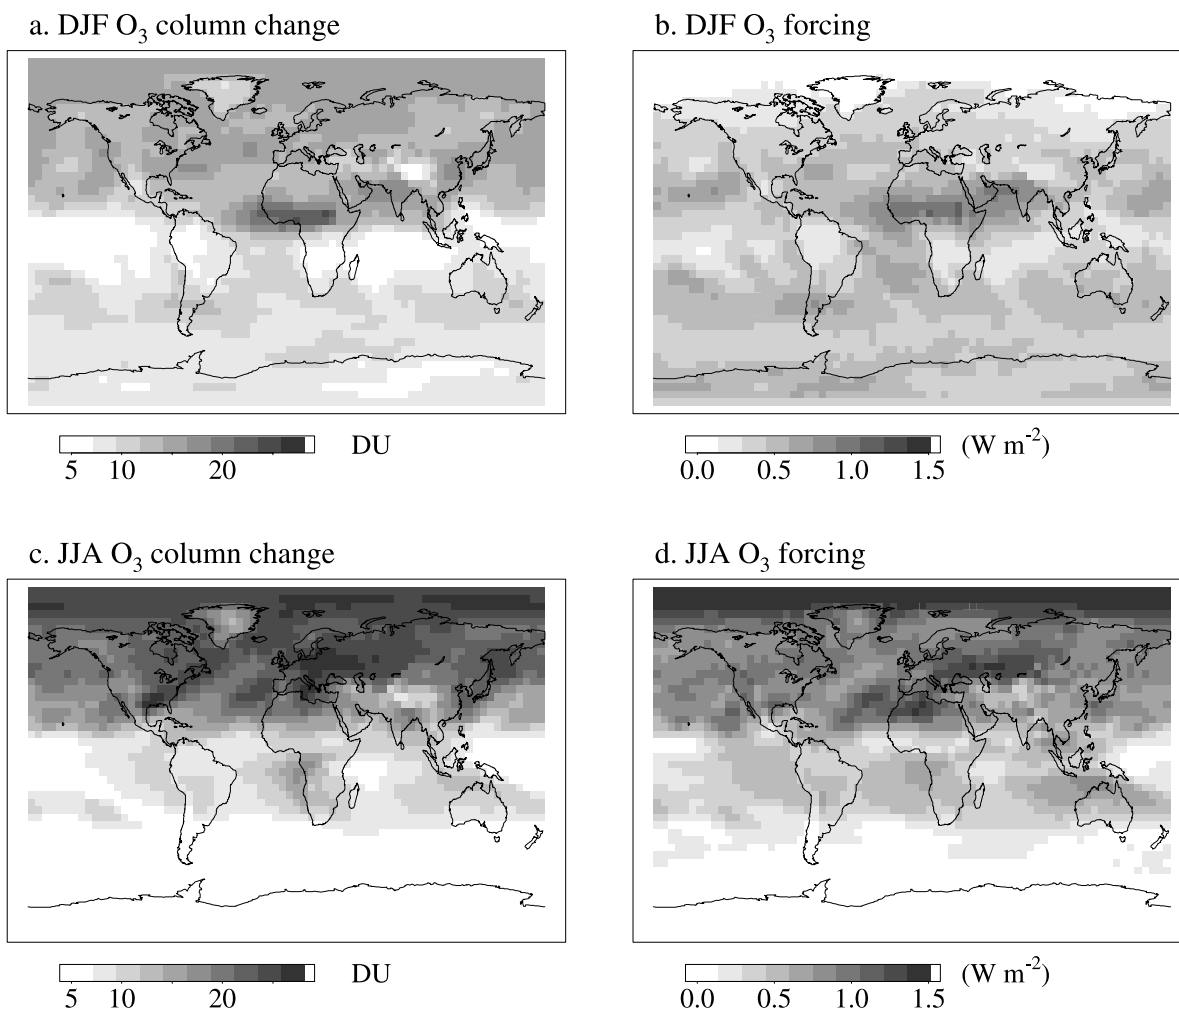 a. DJF O3 column change
b. DJF O3 forcing
5 10 20 DU
0.0 0.5 1.0 1.5 (W m-2)
c. JJA O3 column change
d. JJA O3 forcing
5 10 20 DU
0.0 0.5 1.0 1.5 (W m-2)